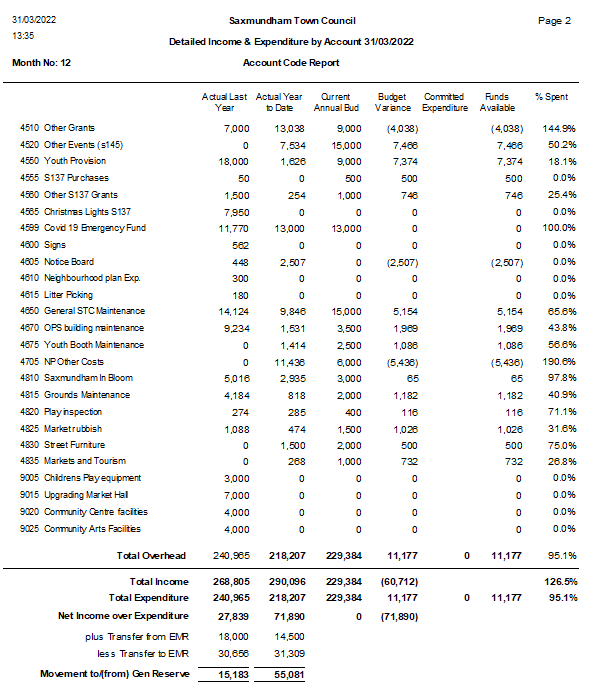 31/03/2022 Saxmundham Town Council Page 2
13:35 Detailed Income & Expenditure by Account 31/03/2022
Month No: 12 Account Code Report
Actual Last Actual Year Current Budget Committed Funds % Spent
Year to Date Annual Bud Variance Expenditure Available
4510 Other Grants 7,000 13,038 9,000 (4,038) (4,038) 144.9%
4520 Other Events (s145) 0 7,534 15,000 7,466 7,466 50.2%
4550 Youth Provision 18,000 1,626 9,000 7,374 7,374 18.1%
4555 S137 Purchases 50 0 500 500 500 0.0%
4560 Other S137 Grants 1,500 254 1,000 746 746 25.4%
4565 Christmas Lights S137 7,950 0 0 0 0 0.0%
4599 Covid 19 Emergency Fund 11,770 13,000 13,000 0 0 100.0%
4600 Signs 562 0 0 0 0 0.0%
4605 Notice Board 448 2,507 0 (2,507) (2,507) 0.0%
4610 Neighbourhood plan Exp. 300 0 0 0 0 0.0%
4615 Litter Picking 180 0 0 0 0 0.0%
4650 General STC Maintenance 14,124 9,846 15,000 5,154 5,154 65.6%
4670 OPS building maintenance 9,234 1,531 3,500 1,969 1,969 43.8%
4675 Youth Booth Maintenance 0 1,414 2,500 1,086 1,086 56.6%
4705 NP Other Costs 0 11,436 6,000 (5,436) (5,436) 190.6%
4810 Saxmundham In Bloom 5,016 2,935 3,000 65 65 97.8%
4815 Grounds Maintenance 4,184 818 2,000 1,182 1,182 40.9%
4820 Play inspection 274 285 400 116 116 71.1%
4825 Market rubbish 1,088 474 1,500 1,026 1,026 31.6%
4830 Street Furniture 0 1,500 2,000 500 500 75.0%
4835 Markets and Tourism 0 268 1,000 732 732 26.8%
9005 Childrens Play equipment 3,000 0 0 0 0 0.0%
9015 Upgrading Market Hall 7,000 0 0 0 0 0.0%
9020 Community Centre facilities 4,000 0 0 0 0 0.0%
9025 Community Arts Facilities 4,000 0 0 0 0 0.0%
Total Overhead 240,965 218,207 229,384 11,177 0 11,177 95.1%
Total Income 268,805 290,096 229,384 (60,712) 126.5%
Total Expenditure 240,965 218,207 229,384 11,177 0 11,177 95.1%
Net Income over Expenditure 27,839 71,890 0 (71,890)
plus Transfer from EMR 18,000 14,500
less Transfer to EMR 30,656 31,309
Movement to/(from) Gen Reserve 15,183 55,081